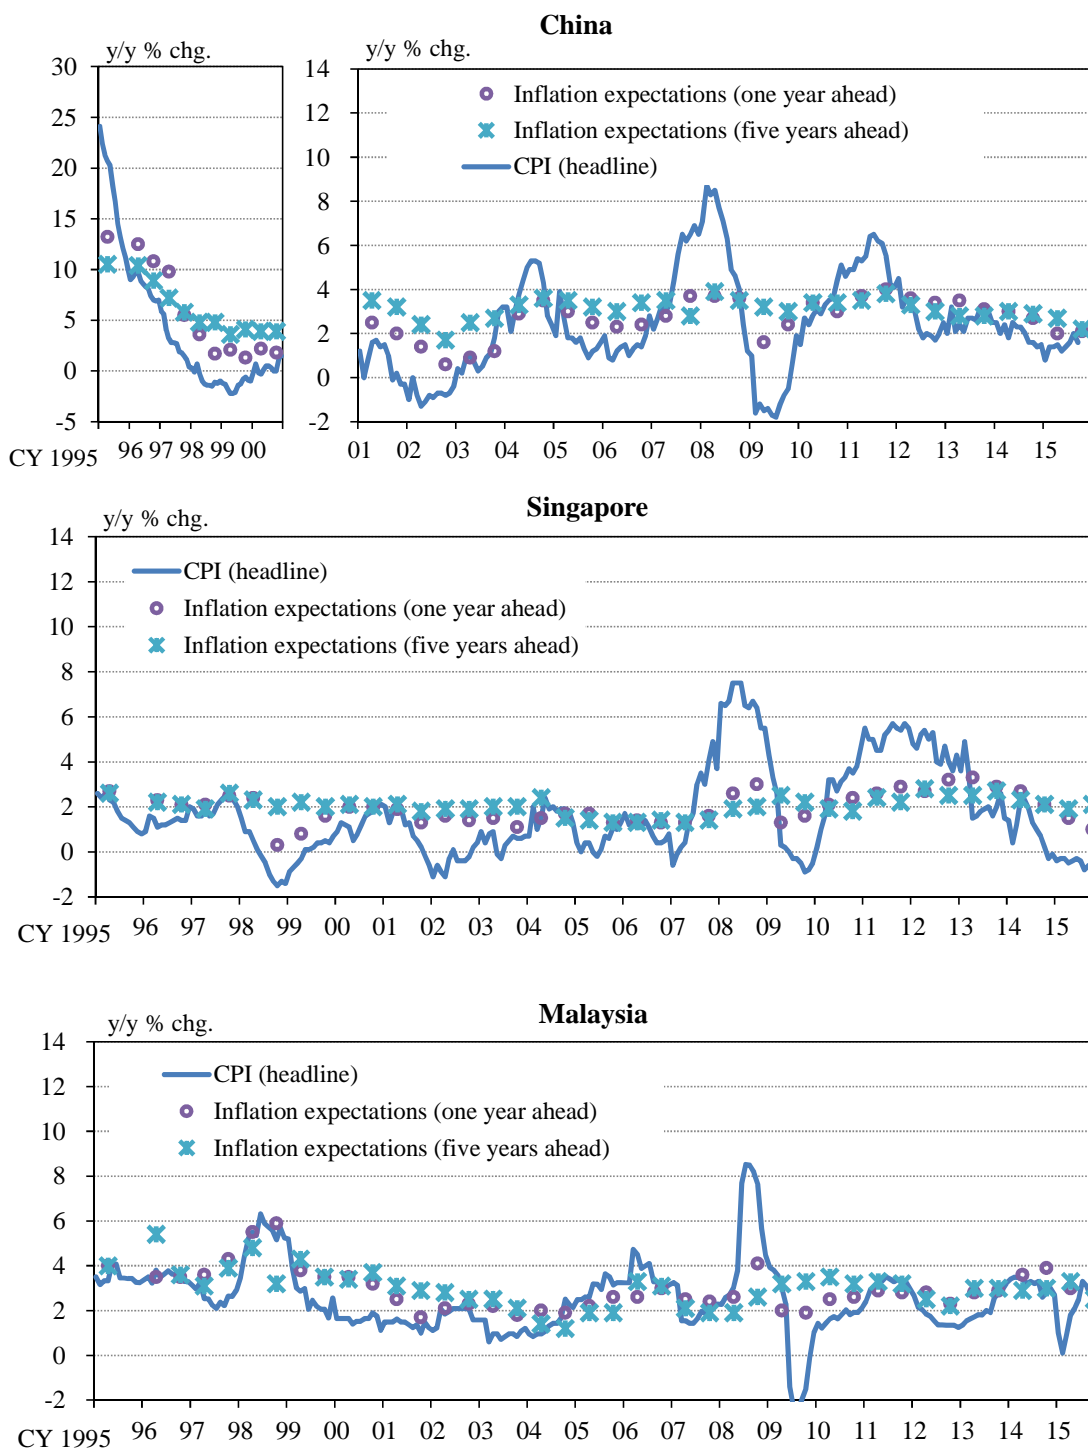 China
y/y % chg.
y/y % chg.
30
25
20
15
10
5
0
-5
CY 1995 96 97 98 99 00
14
12
10
8
6
4
2
0
-2
Inflation expectations (one year ahead)
Inflation expectations (five years ahead)
CPI (headline)
01 02 03 04 05 06 07 08 09 10 11 12 13 14 15
Singapore
y/y % chg.
14
12
10
8
6
4
2
0
-2
CPI (headline)
Inflation expectations (one year ahead)
Inflation expectations (five years ahead)
CY 1995 96 97 98 99 00 01 02 03 04 05 06 07 08 09 10 11 12 13 14 15
Malaysia
y/y % chg.
14
12
10
8
6
4
2
0
-2
CPI (headline)
Inflation expectations (one year ahead)
Inflation expectations (five years ahead)
CY 1995 96 97 98 99 00 01 02 03 04 05 06 07 08 09 10 11 12 13 14 15